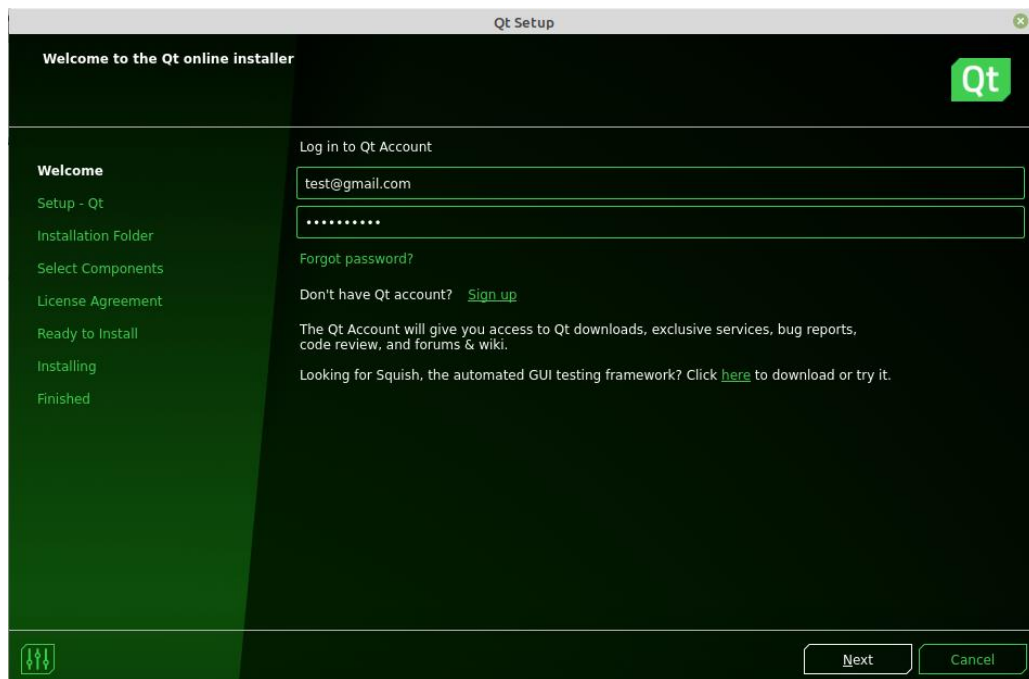 Qt Setup
Welcome to the Qt online installer
Qt
Welcome
Setup - Qt
Installation Folder
Select Components
License Agreement
Ready to Install
Installing
Finished
Log in to Qt Account
test@gmail.com
••••••••••
Forgot password?
Don't have Qt account? Sign up
The Qt Account will give you access to Qt downloads, exclusive services, bug reports,
code review, and forums & wiki.
Looking for Squish, the automated GUI testing framework? Click here to download or try it.
Next Cancel